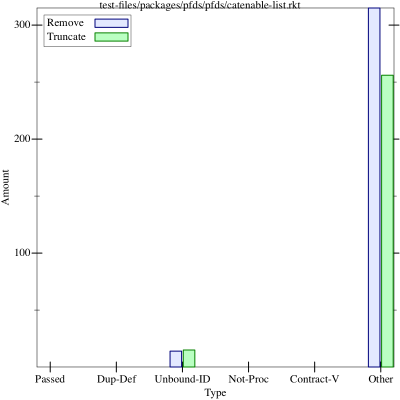 test-files/packages/pfds/pfds/catenable-list.rkt
Remove
Truncate
300
200
100
Amount
Passed Dup-Def Unbound-ID Not-Proc Contract-V Other
Type